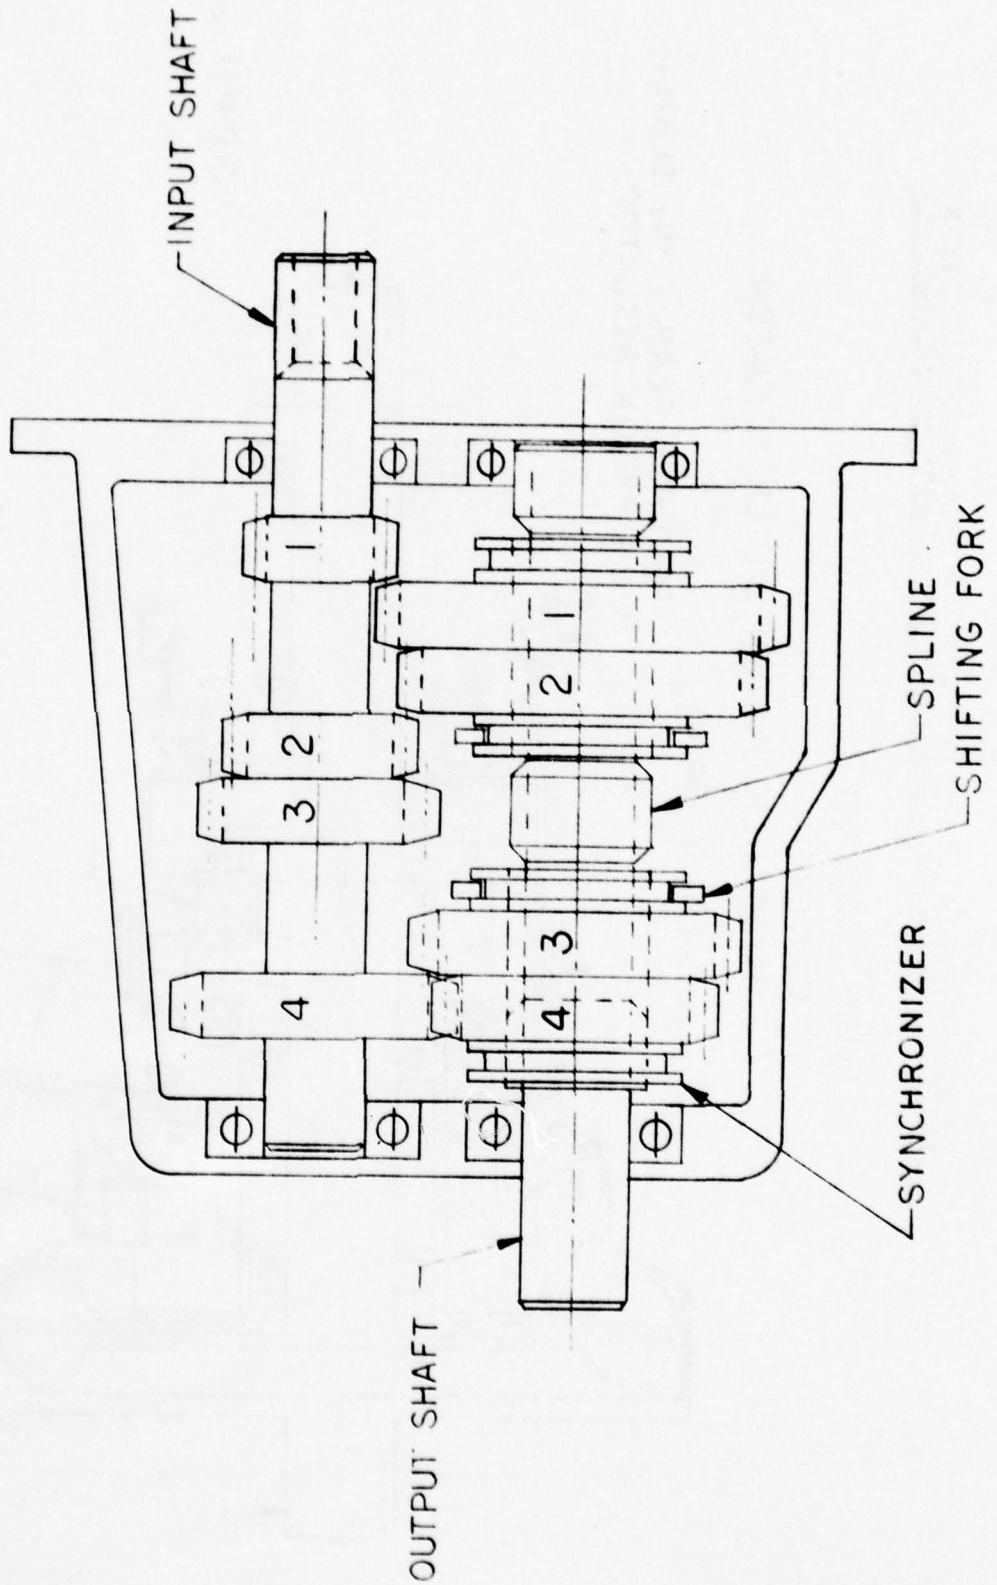 INPUT SHAFT
1
2
3
4
1
2
3
4
OUTPUT SHAFT
SPLINE
SHIFTING FORK
SYNCHRONIZER